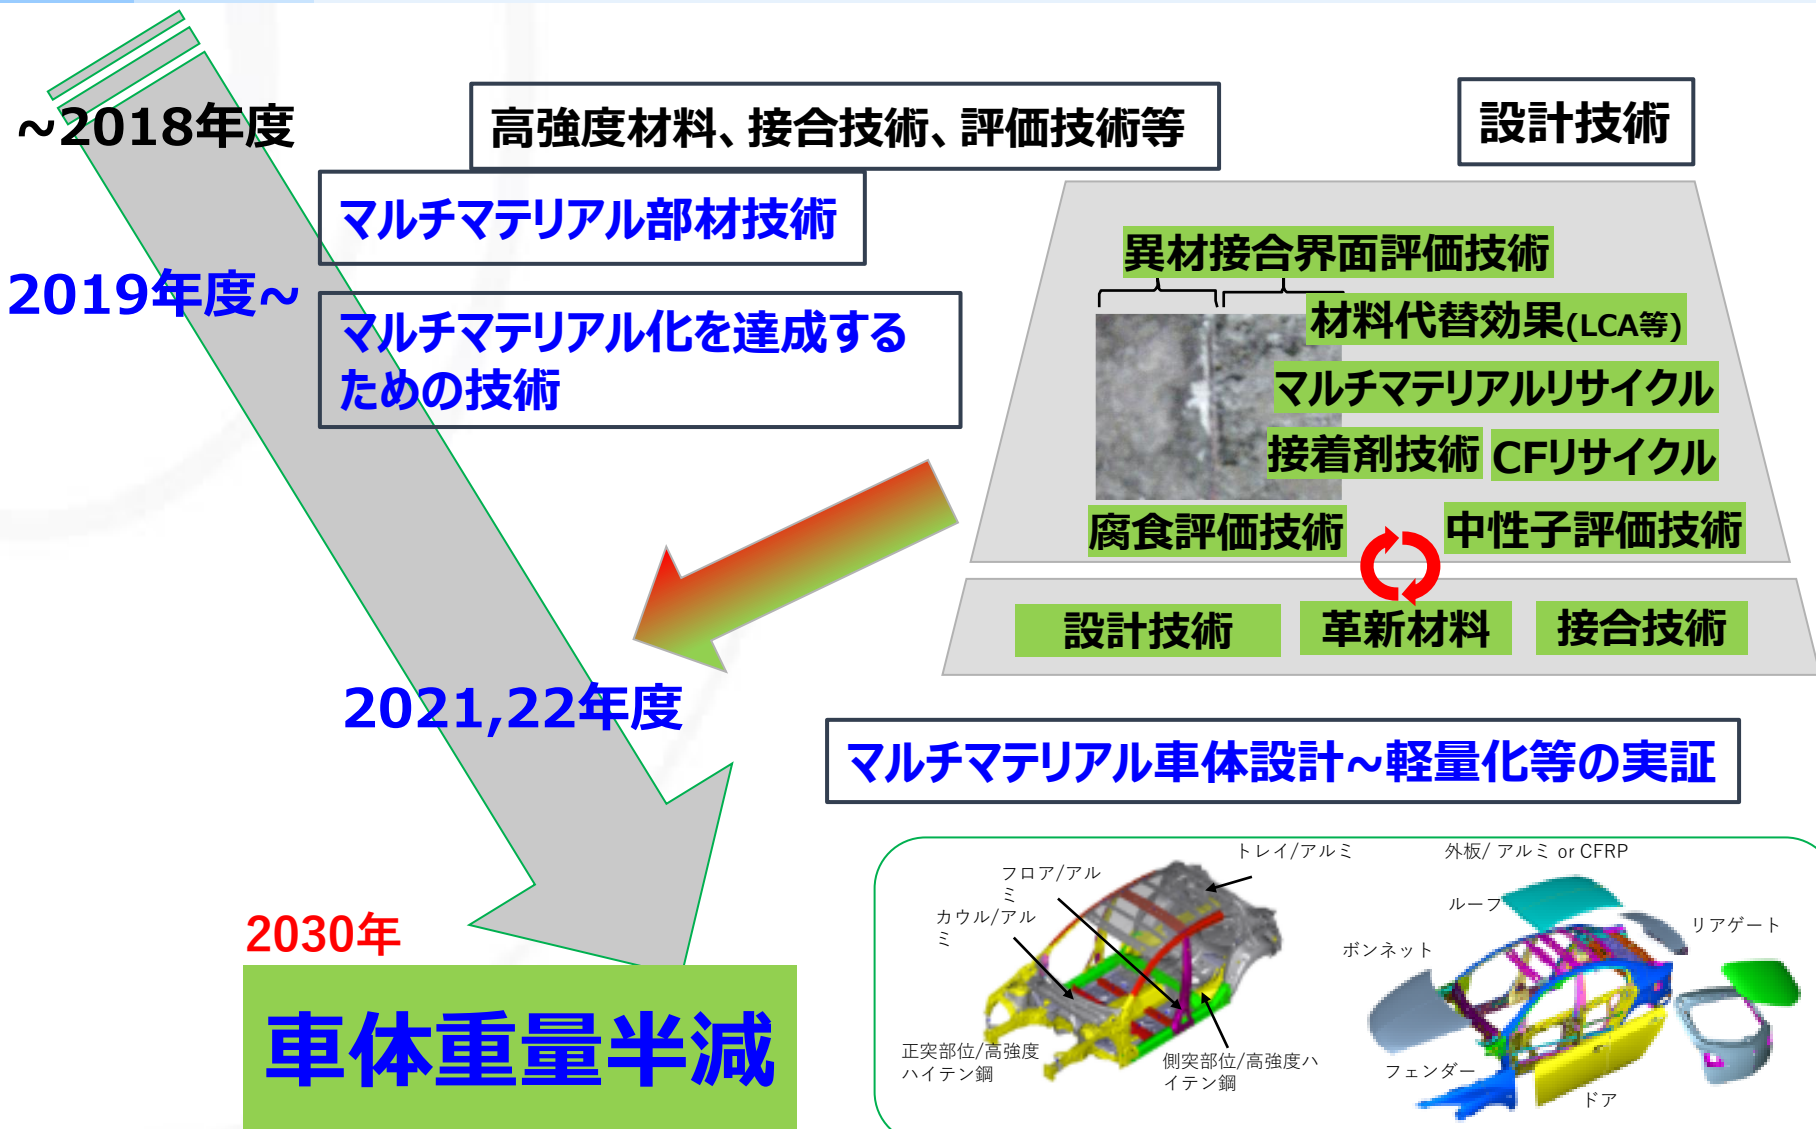 ~2018年度
高強度材料、接合技術、評価技術等
設計技術
マルチマテリアル部材技術
2019年度~
マルチマテリアル化を達成する
ための技術
異材接合界面評価技術
材料代替効果(LCA等)
マルチマテリアルリサイクル
接着剤技術
CFリサイクル
腐食評価技術
中性子評価技術
設計技術
革新材料
接合技術
2021,22年度
マルチマテリアル車体設計~軽量化等の実証
2030年
車体重量半減
トレイ/アルミ
フロア/アル
ミ
カウル/アル
ミ
正突部位/高強度
ハイテン鋼
側突部位/高強度ハ
イテン鋼
外板/ アルミ or CFRP
ルーフ
リアゲート
ボンネット
フェンダー
ドア